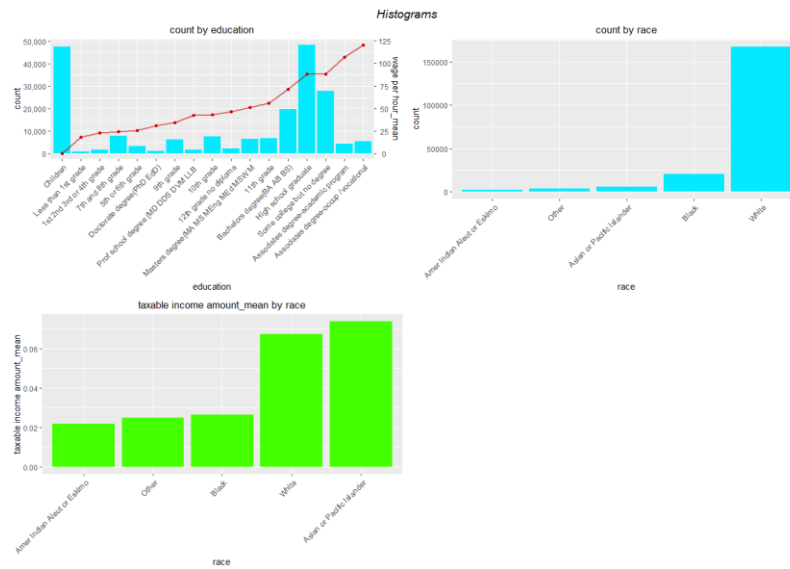 Histograms
count by education
50,000
40,000
30,000
20,000
10,000
0
count
125
100
75
50
25
0
wage per hour_mean
Children
Less than 1st grade
1st 2nd 3rd or 4th grade
7th and 8th grade
5th or 6th grade
Doctorate degree(PhD EdD)
9th grade
Prof school degree (MD DDS DVM LLB
10th grade
12th grade no diploma
Masters degree(MA MS MEng MEd MSW M
11th grade
Bachelors degree(BA AB BS)
High school graduate
Some college but no degree
Associates degree-academic program
Associates degree-occup /vocational
education
count by race
150000
100000
50000
0
count
Amer Indian Aleut or Eskimo
Other
Asian or Pacific Islander
Black
White
race
taxable income amount_mean by race
0.06
0.04
0.02
0.00
taxable income amount_mean
Amer Indian Aleut or Eskimo
Other
Black
White
Asian or Pacific Islander
race